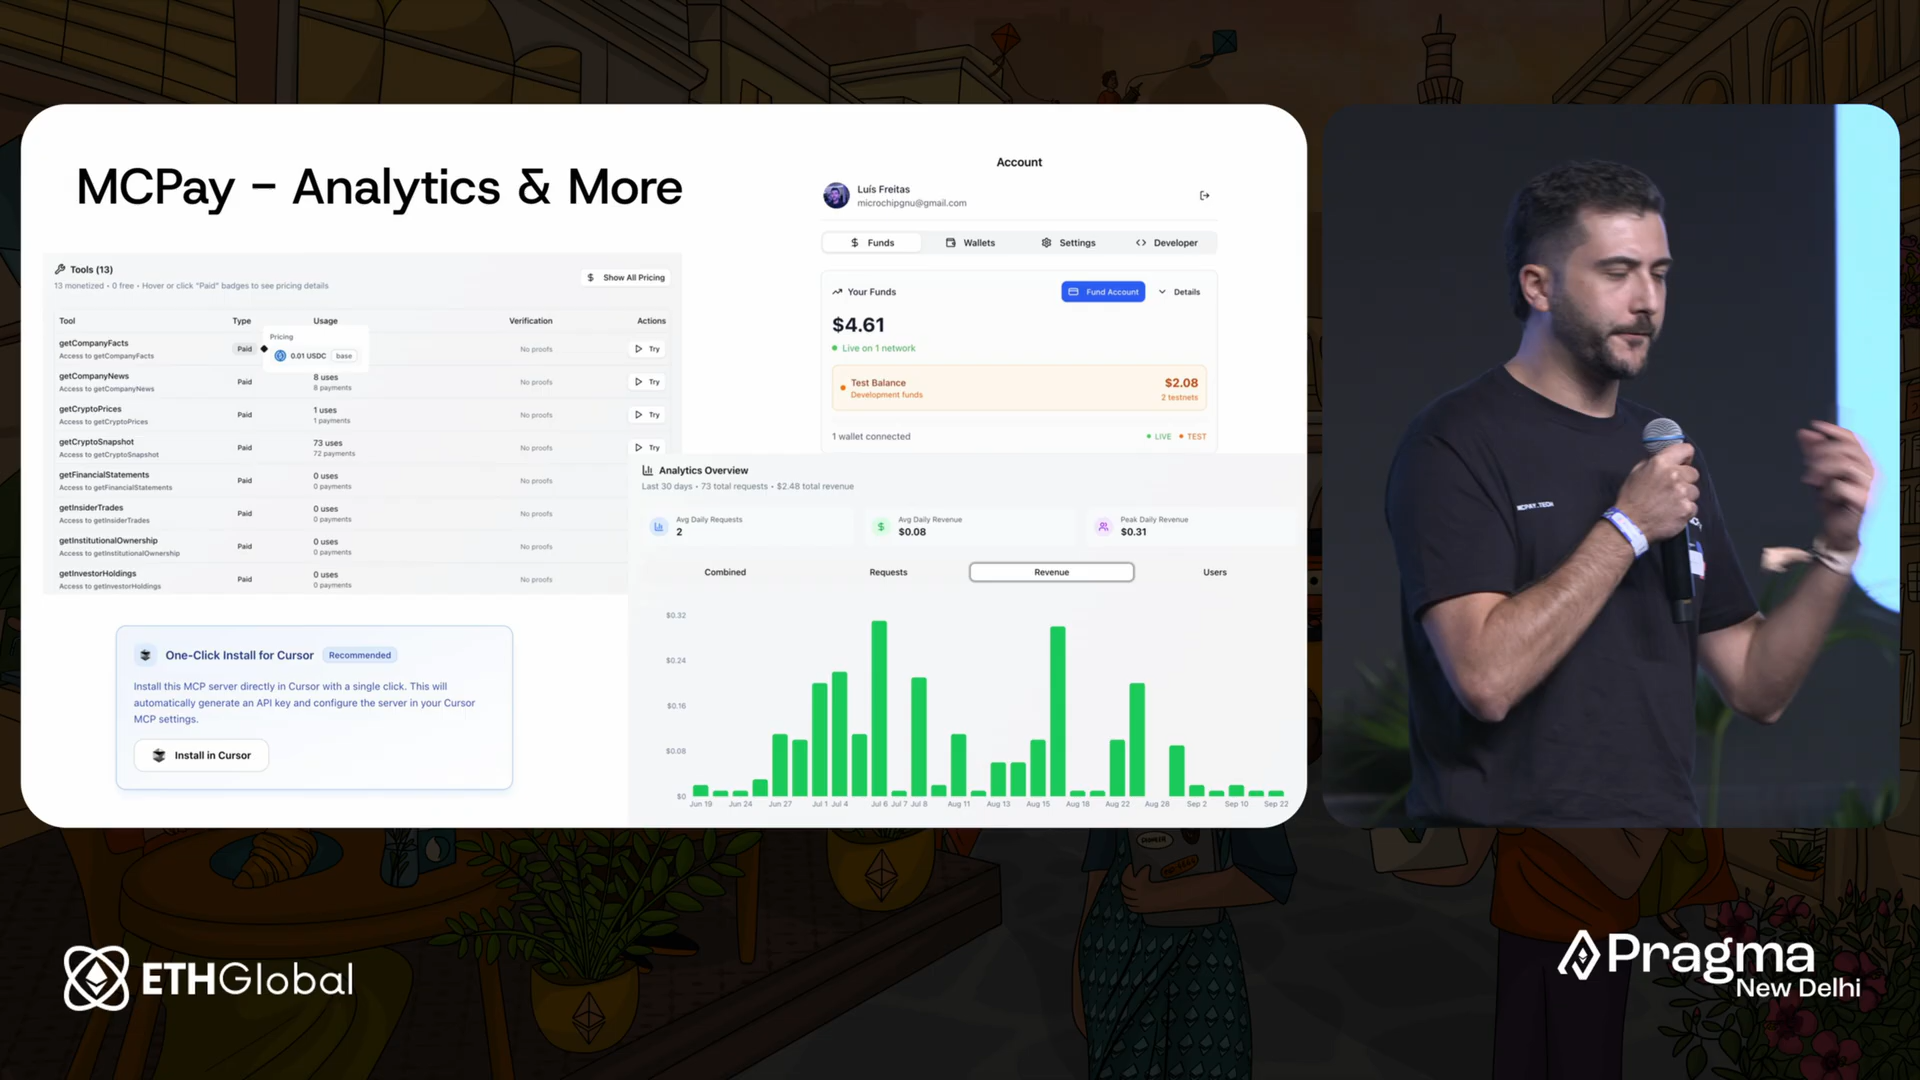 MCPay – Analytics & More
Tools (13)
13 monetized • 0 free • Hover or click "Paid" badges to see pricing details
Show All Pricing
Tool Type Usage Verification Actions
Pricing
0.01 USDC base
getCompanyFacts
Access to getCompanyFacts
Paid
No proofs
Try
getCompanyNews
Access to getCompanyNews
Paid
8 uses
8 payments
No proofs
Try
getCryptoPrices
Access to getCryptoPrices
Paid
1 uses
1 payments
No proofs
Try
getCryptoSnapshot
Access to getCryptoSnapshot
Paid
73 uses
72 payments
No proofs
Try
getFinancialStatements
Access to getFinancialStatements
Paid
0 uses
0 payments
No proofs
getInsiderTrades
Access to getInsiderTrades
Paid
0 uses
0 payments
No proofs
getInstitutionalOwnership
Access to getInstitutionalOwnership
Paid
0 uses
0 payments
No proofs
getInvestorHoldings
Access to getInvestorHoldings
Paid
0 uses
0 payments
No proofs
One-Click Install for Cursor Recommended
Install this MCP server directly in Cursor with a single click. This will
automatically generate an API key and configure the server in your Cursor
MCP settings.
Install in Cursor
Account
Luís Freitas
microchipgnu@gmail.com
Funds Wallets Settings Developer
Your Funds
Fund Account
Details
$4.61
Live on 1 network
Test Balance
Development funds
$2.08
2 testnets
1 wallet connected
LIVE TEST
Analytics Overview
Last 30 days • 73 total requests • $2.48 total revenue
Avg Daily Requests
2
Avg Daily Revenue
$0.08
Peak Daily Revenue
$0.31
Combined Requests Revenue Users
$0.32
$0.24
$0.16
$0.08
$0
Jun 19 Jun 24 Jun 27 Jul 1 Jul 4 Jul 6 Jul 7 Jul 8 Aug 11 Aug 13 Aug 15 Aug 18 Aug 22 Aug 28 Sep 2 Sep 10 Sep 22
MCPAY.TECH
ETHGlobal
Pragma
New Delhi